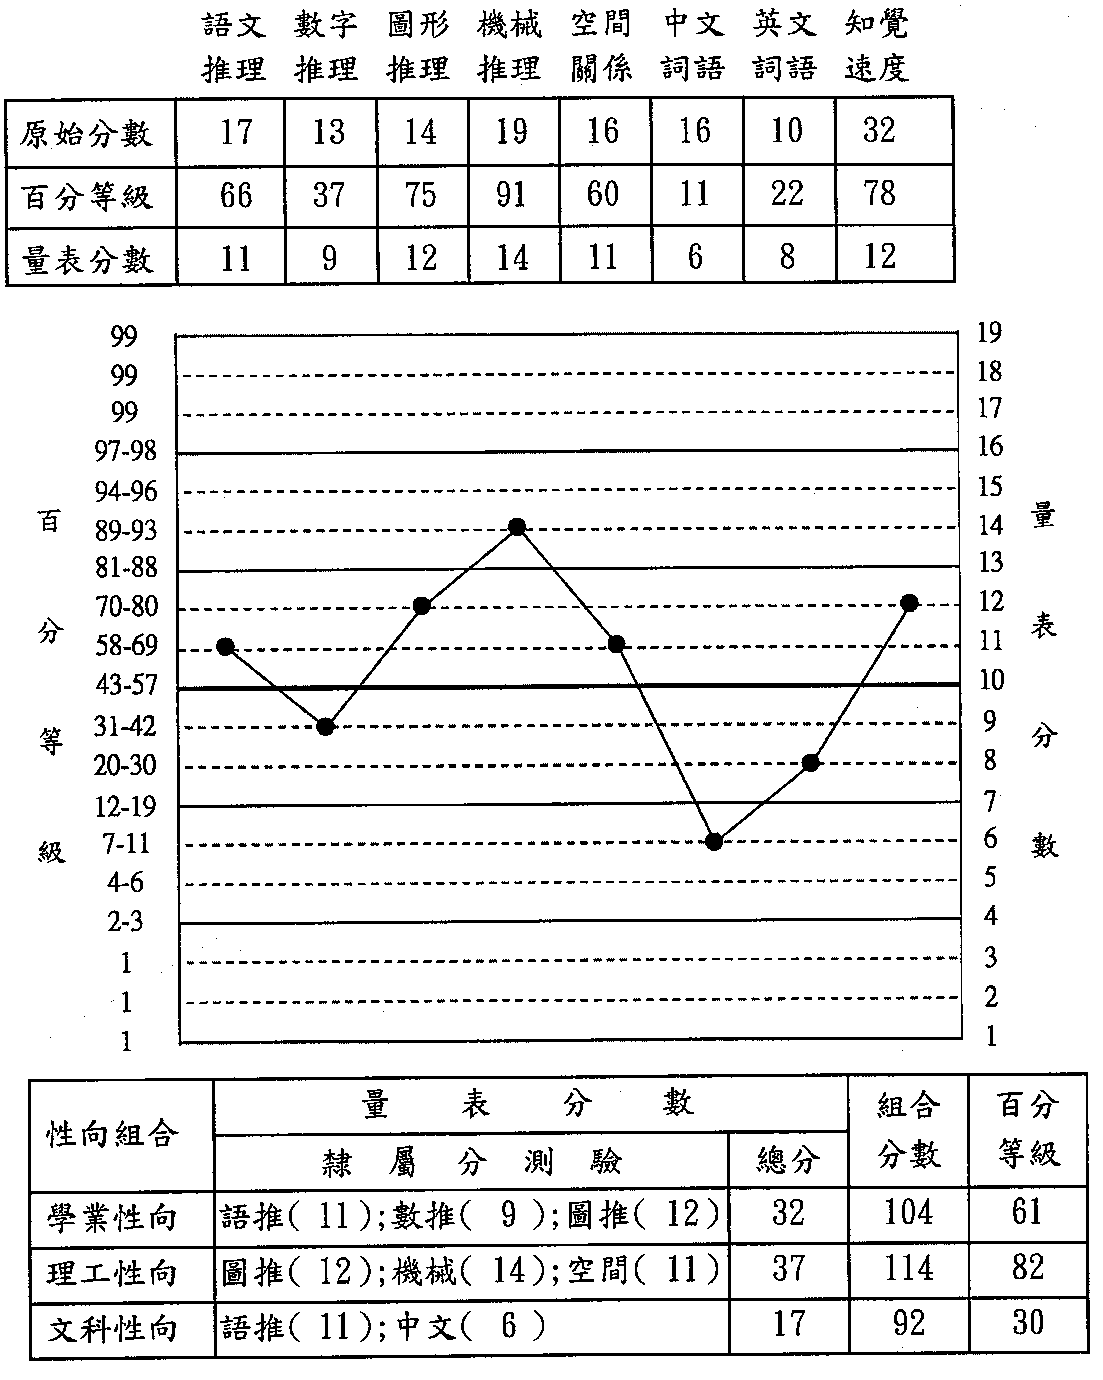 語文 數字 圖形 機械 空間 中文 英文 知覺
推理 推理 推理 推理 關係 詞語 詞語 速度
原始分數 17 13 14 19 16 16 10 32
百分等級 66 37 75 91 60 11 22 78
量表分數 11 9 12 14 11 6 8 12
99 19
99 18
99 17
97-98 16
94-96 15
百 量
89-93 14
81-88 13
70-80 12
分 表
58-69 11
43-57 10
31-42 9
等 分
20-30 8
12-19 7
7-11 6
級 數
4-6 5
2-3 4
1 3
1 2
1 1
性向組合 量表分數 組合分數 百分等級
隸屬分測驗 總分
學業性向 語推( 11);數推( 9 );圖推( 12) 32 104 61
理工性向 圖推( 12);機械( 14);空間( 11) 37 114 82
文科性向 語推( 11);中文( 6 ) 17 92 30